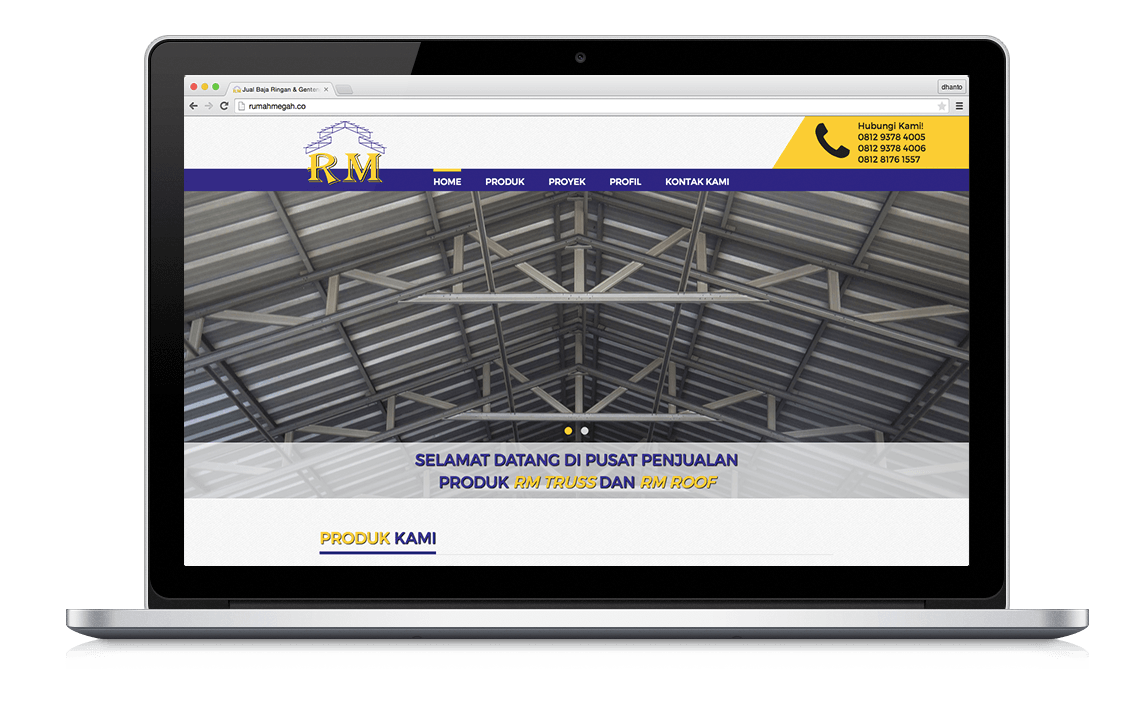 Jual Baja Ringan & Genten
dhanto
rumahmegah.co
Hubungi Kami!
0812 9378 4005
0812 9378 4006
0812 8176 1557
RM
HOME PRODUK PROYEK PROFIL KONTAK KAMI
SELAMAT DATANG DI PUSAT PENJUALAN
PRODUK RM TRUSS DAN RM ROOF
PRODUK KAMI